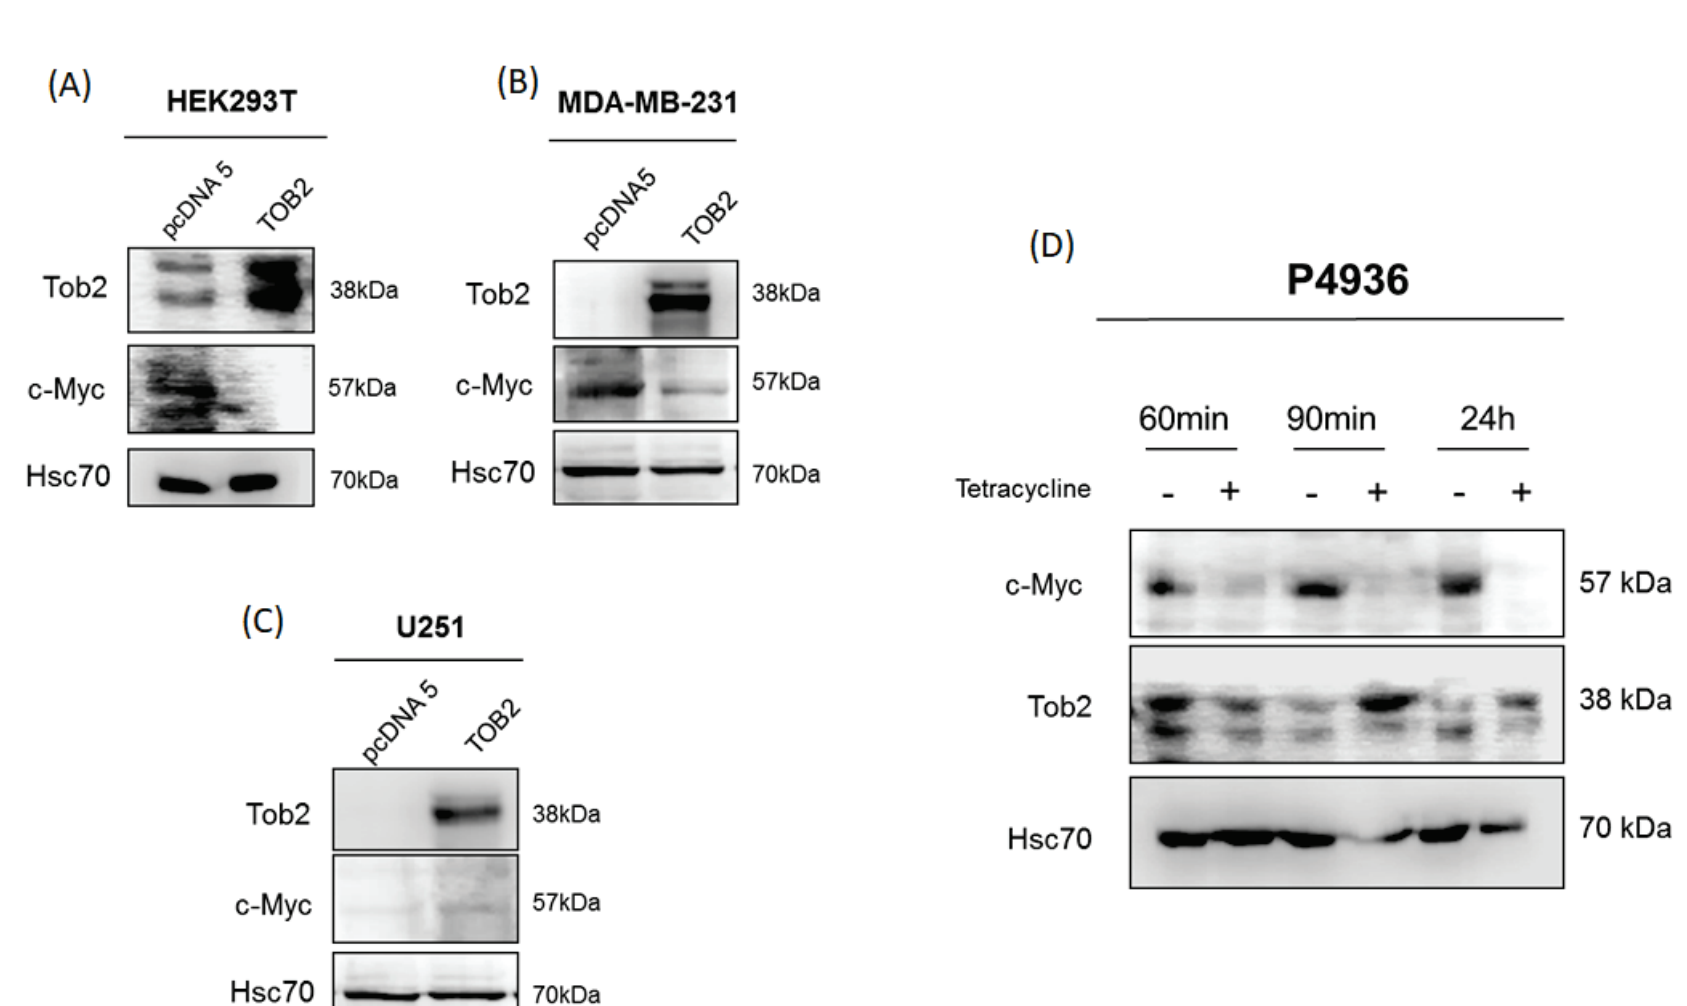 (A)
HEK293T
pcDNA 5 TOB2
Tob2 38kDa
c-Myc 57kDa
Hsc70 70kDa
(B)
MDA-MB-231
pcDNA5 TOB2
Tob2 38kDa
c-Myc 57kDa
Hsc70 70kDa
(C)
U251
pcDNA 5 TOB2
Tob2 38kDa
c-Myc 57kDa
Hsc70 70kDa
(D)
P4936
60min 90min 24h
Tetracycline - + - + - +
c-Myc 57 kDa
Tob2 38 kDa
Hsc70 70 kDa